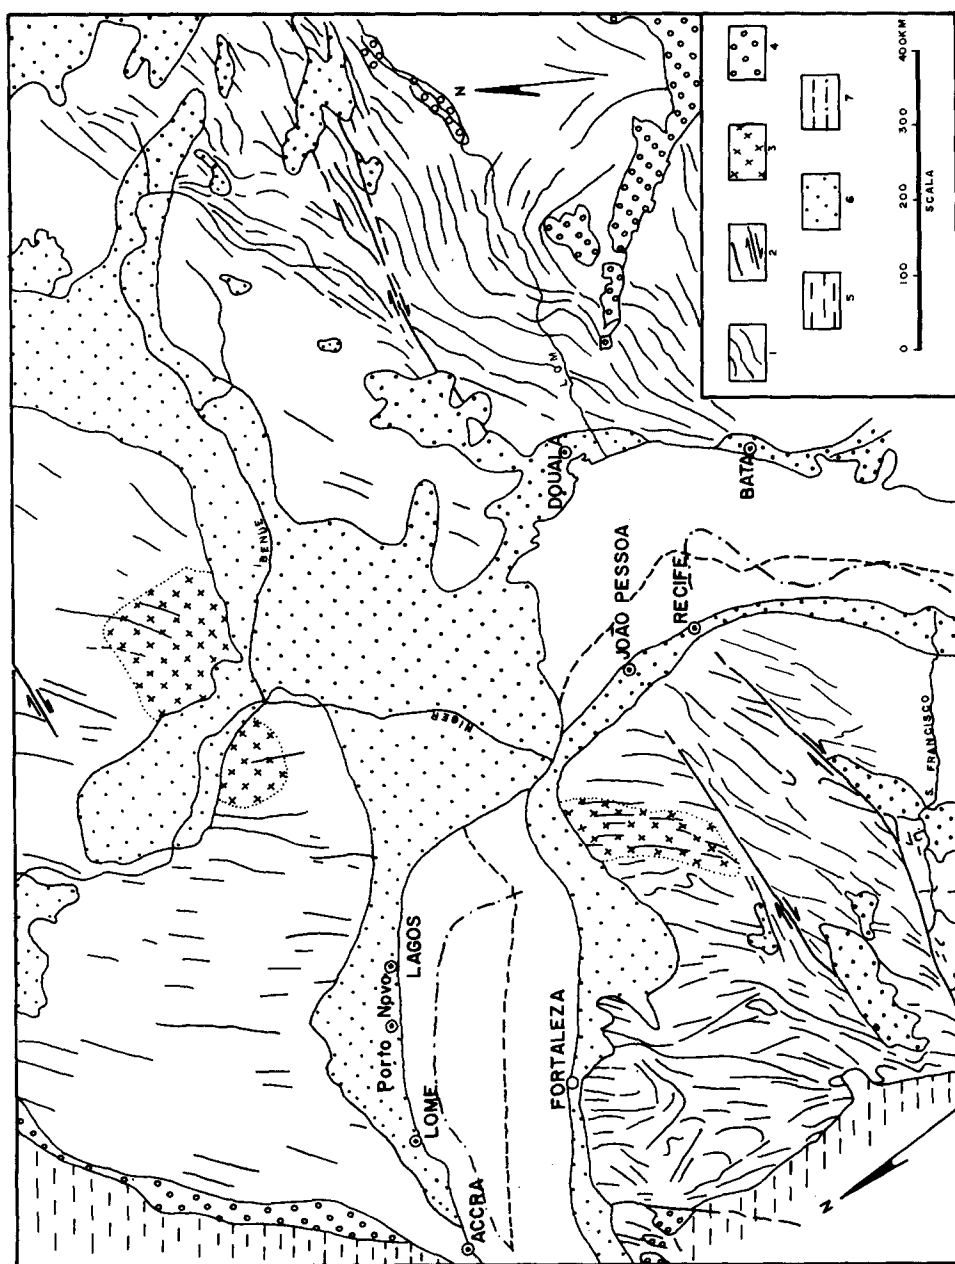 N
BENUE
NIGER
DOUALA
L M
BATA
JOÃO PESSOA
RECIFE
S. FRANCISCO
Porto Novo
LAGOS
LOME
ACCRA
FORTALEZA
N
1
2
3
4
5
6
7
0 100 200 300 400KM
SCALA